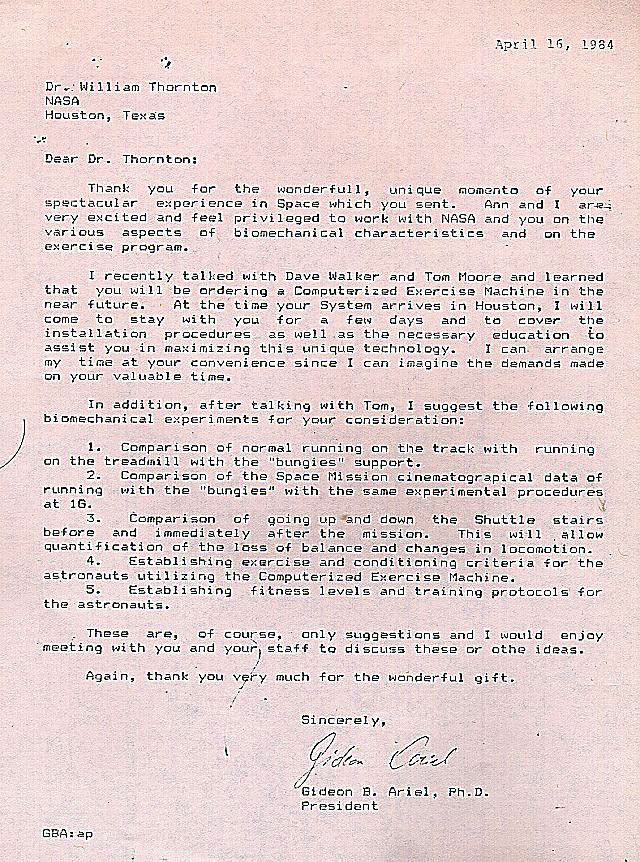 April 16, 1984
Dr. William Thornton
NASA
Houston, Texas
Dear Dr. Thornton:
Thank you for the wonderfull, unique momento of your
spectacular experience in Space which you sent. Ann and I are
very excited and feel privileged to work with NASA and you on the
various aspects of biomechanical characteristics and on the
exercise program.
I recently talked with Dave Walker and Tom Moore and learned
that you will be ordering a Computerized Exercise Machine in the
near future. At the time your System arrives in Houston, I will
come to stay with you for a few days and to cover the
installation procedures as well as the necessary education to
assist you in maximizing this unique technology. I can arrange
my time at your convenience since I can imagine the demands made
on your valuable time.
In addition, after talking with Tom, I suggest the following
biomechanical experiments for your consideration:
1. Comparison of normal running on the track with running
on the treadmill with the "bungies" support.
2. Comparison of the Space Mission cinematograpical data of
running with the "bungies" with the same experimental procedures
at 1G.
3. Comparison of going up and down the Shuttle stairs
before and immediately after the mission. This will allow
quantification of the loss of balance and changes in locomotion.
4. Establishing exercise and conditioning criteria for the
astronauts utilizing the Computerized Exercise Machine.
5. Establishing fitness levels and training protocols for
the astronauts.
These are, of course, only suggestions and I would enjoy
meeting with you and your staff to discuss these or othe ideas.
Again, thank you very much for the wonderful gift.
Sincerely,
Gideon Ariel
Gideon B. Ariel, Ph.D.
President
GBA:ap